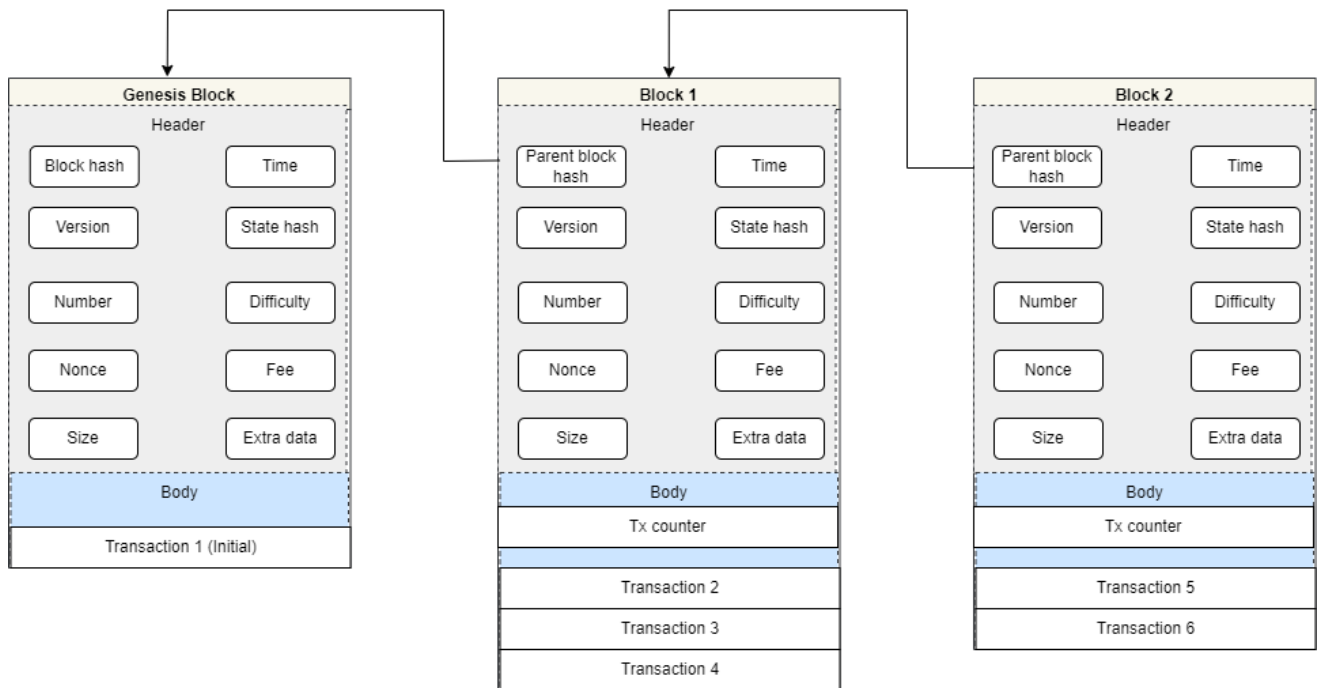 Genesis Block
Header
Block hash
Time
Version
State hash
Number
Difficulty
Nonce
Fee
Size
Extra data
Body
Transaction 1 (Initial)
Block 1
Header
Parent block
hash
Time
Version
State hash
Number
Difficulty
Nonce
Fee
Size
Extra data
Body
Tx counter
Transaction 2
Transaction 3
Transaction 4
Block 2
Header
Parent block
hash
Time
Version
State hash
Number
Difficulty
Nonce
Fee
Size
Extra data
Body
Tx counter
Transaction 5
Transaction 6